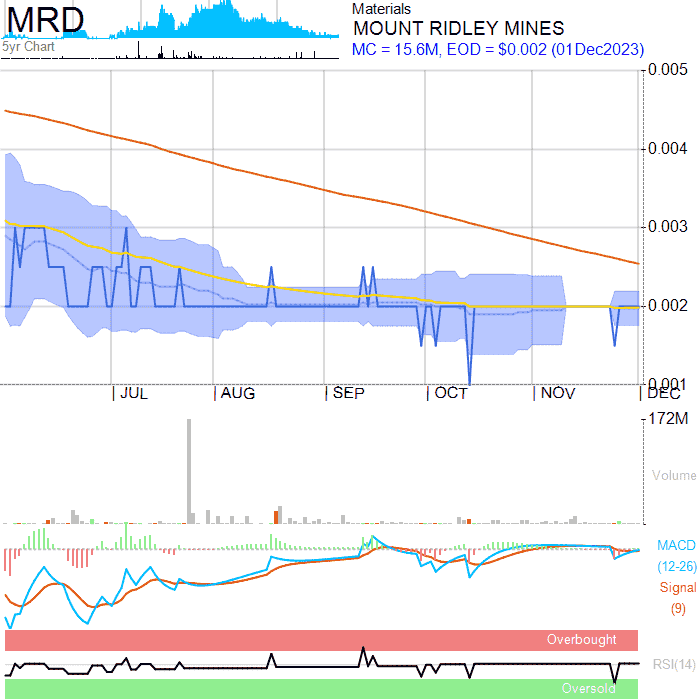 MRD
5yr Chart
Materials
MOUNT RIDLEY MINES
MC = 15.6M, EOD = $0.002 (01Dec2023)
0.005
0.004
0.003
0.002
0.001
JUL AUG SEP OCT NOV DEC
172M
Volume
MACD
(12-26)
Signal
(9)
Overbought
RSI(14)
Oversold